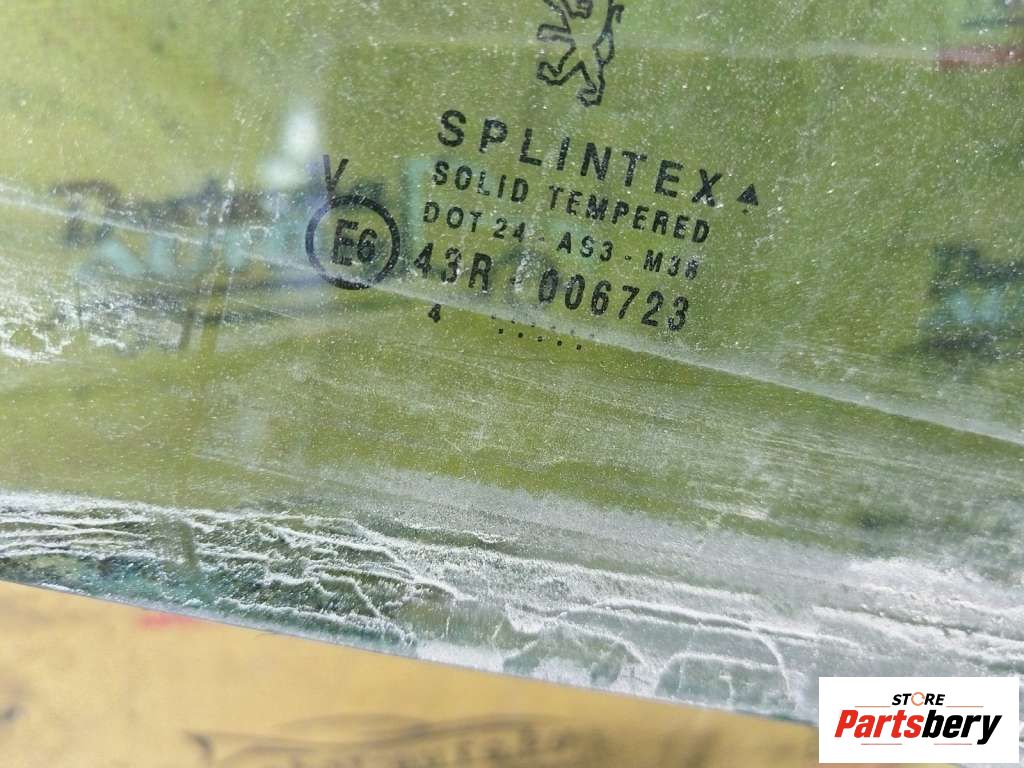 SPLINTEX▲
SOLID TEMPERED
V
DOT 24 - AS3 - M38
E6
43R - 006723
4
.......
.....
STORE
Partsbery